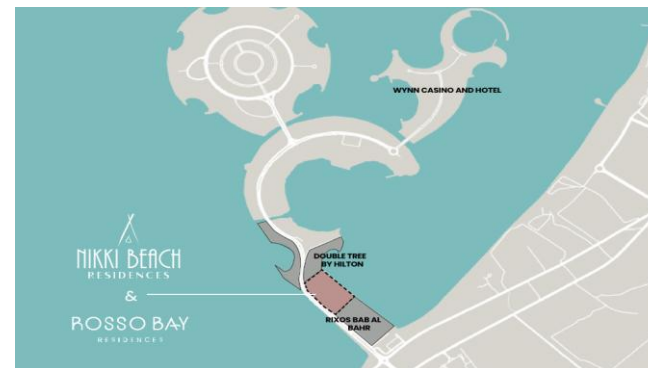 WYNN CASINO AND HOTEL
DOUBLE TREE
BY HILTON
NIKKI BEACH
RESIDENCES
&
ROSSO BAY
RESIDENCES
RIXOS BAB AL
BAHR